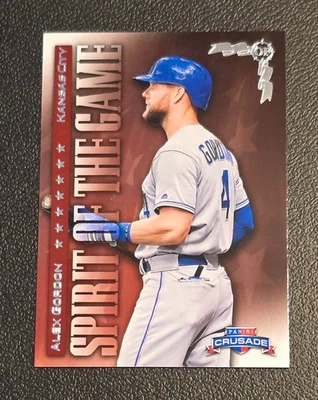 ALEX GORDON ★ ★ ★ ★ ★ ★ ★ KANSAS CITY
SPIRIT OF THE GAME
GORDON
4
PANINI
CRUSADE